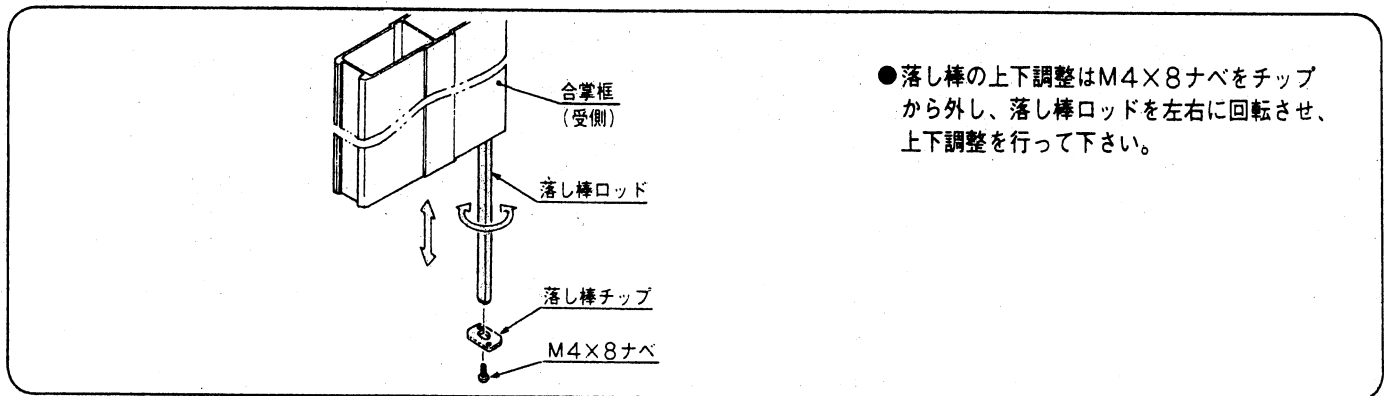 合掌框
(受側)
落し棒ロッド
落し棒チップ
M4×8ナベ
●落し棒の上下調整はM4×8ナベをチップ
から外し、落し棒ロッドを左右に回転させ、
上下調整を行って下さい。